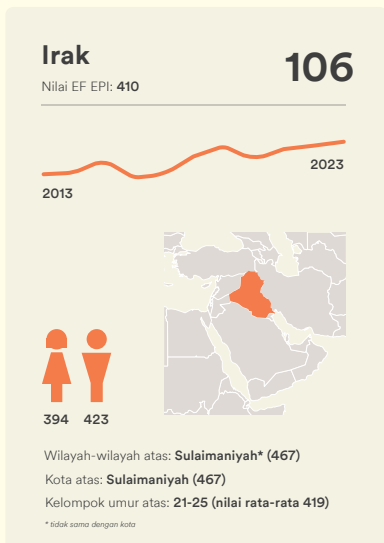 Irak
106
Nilai EF EPI: 410
2023
2013
394 423
Wilayah-wilayah atas: Sulaimaniyah* (467)
Kota atas: Sulaimaniyah (467)
Kelompok umur atas: 21-25 (nilai rata-rata 419)
* tidak sama dengan kota